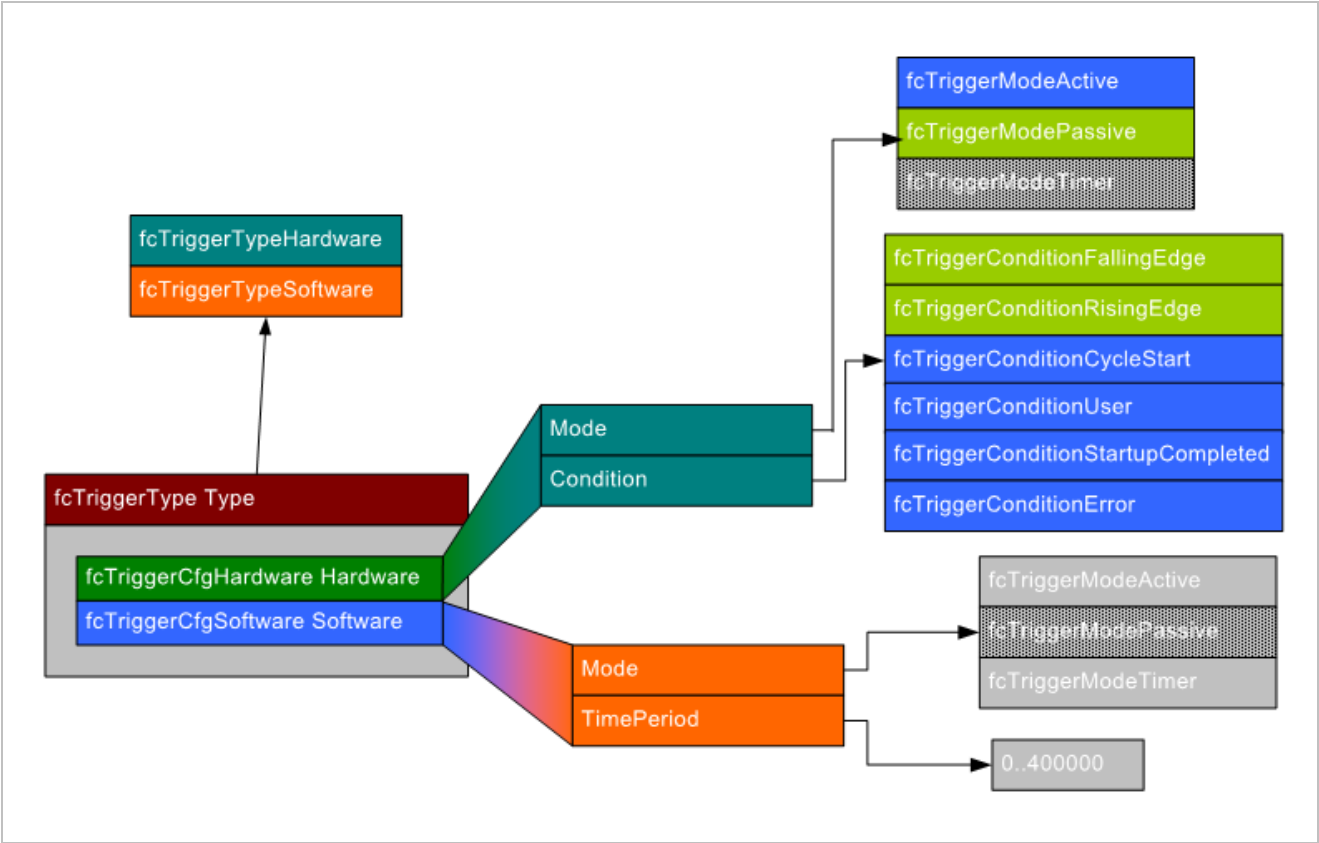 fcTriggerModeActive
fcTriggerModePassive
fcTriggerModeTimer
fcTriggerTypeHardware
fcTriggerTypeSoftware
fcTriggerConditionFallingEdge
fcTriggerConditionRisingEdge
fcTriggerConditionCycleStart
fcTriggerConditionUser
fcTriggerConditionStartupCompleted
fcTriggerConditionError
Mode
Condition
fcTriggerType Type
fcTriggerCfgHardware Hardware
fcTriggerCfgSoftware Software
Mode
TimePeriod
fcTriggerModeActive
fcTriggerModePassive
fcTriggerModeTimer
0..400000